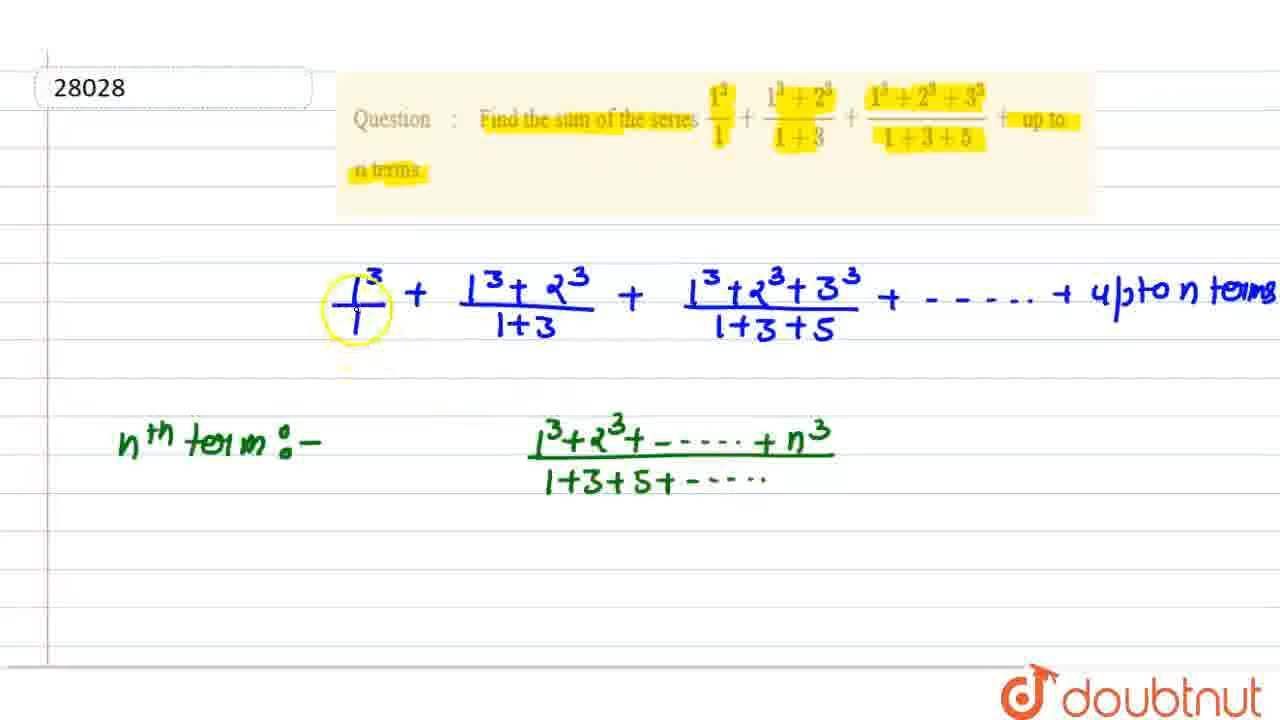 28028
Question : Find the sum of the series 1³/1 + (1³ + 2³)/(1 + 3) + (1³ + 2³ + 3³)/(1 + 3 + 5) + up to
n terms.
1³/1 + (1³ + 2³)/(1 + 3) + (1³ + 2³ + 3³)/(1 + 3 + 5) + - - - - .. + upto n terms
nth term :- (1³ + 2³ + - - - - .. + n³)/(1 + 3 + 5 + - - - - ..)
doubtnut